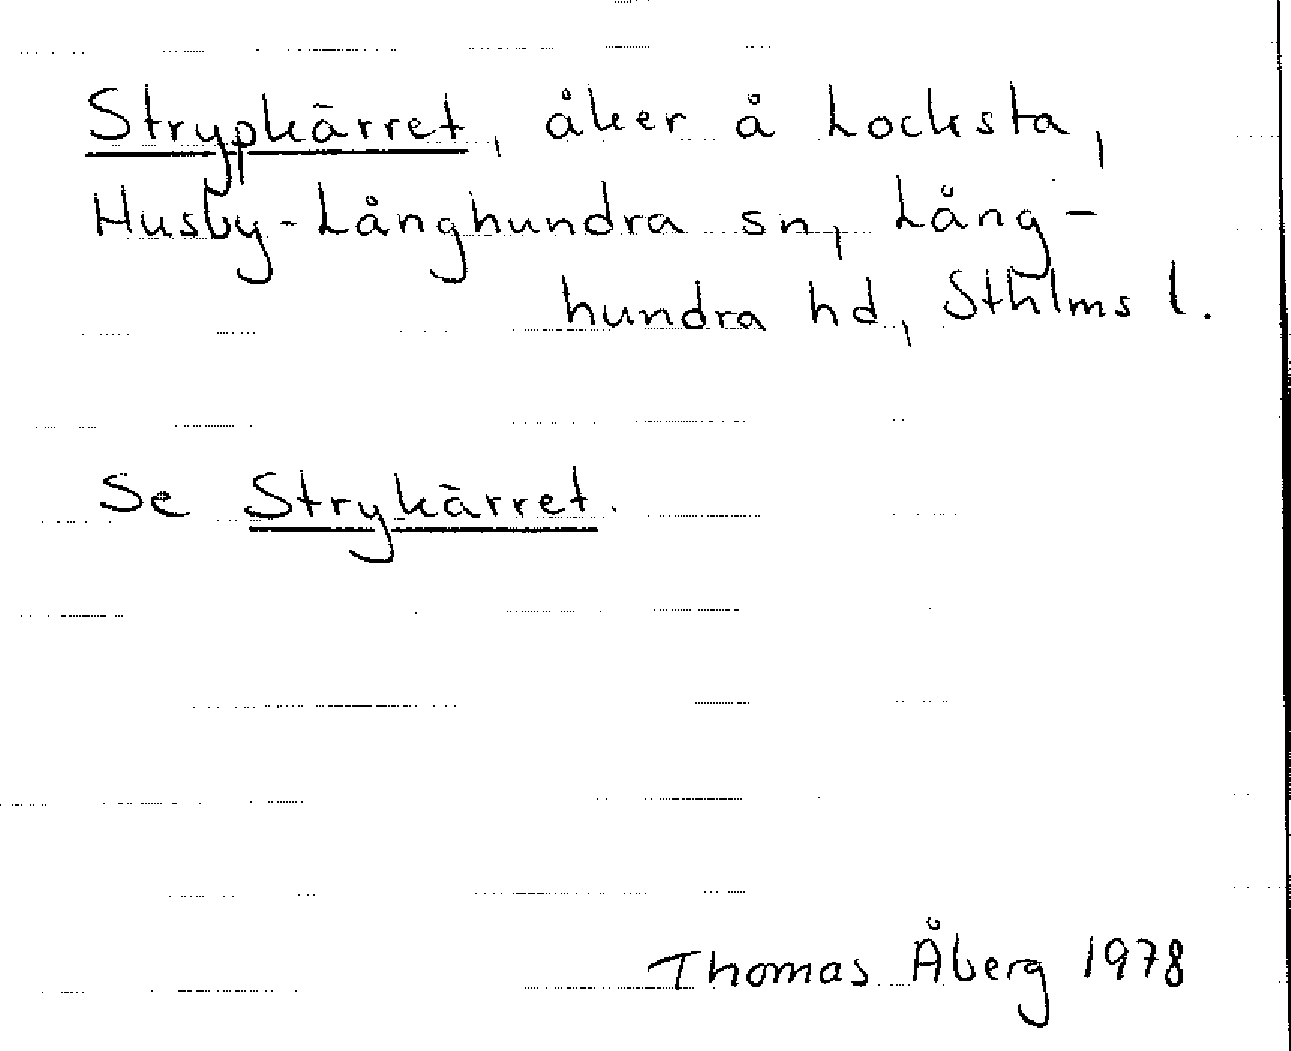 Strypkärret, åker å Locksta,
Husby-Långhundra sn, Lång-
hundra hd, Sthlms l.
Se Strykärret.
Thomas Åberg 1978